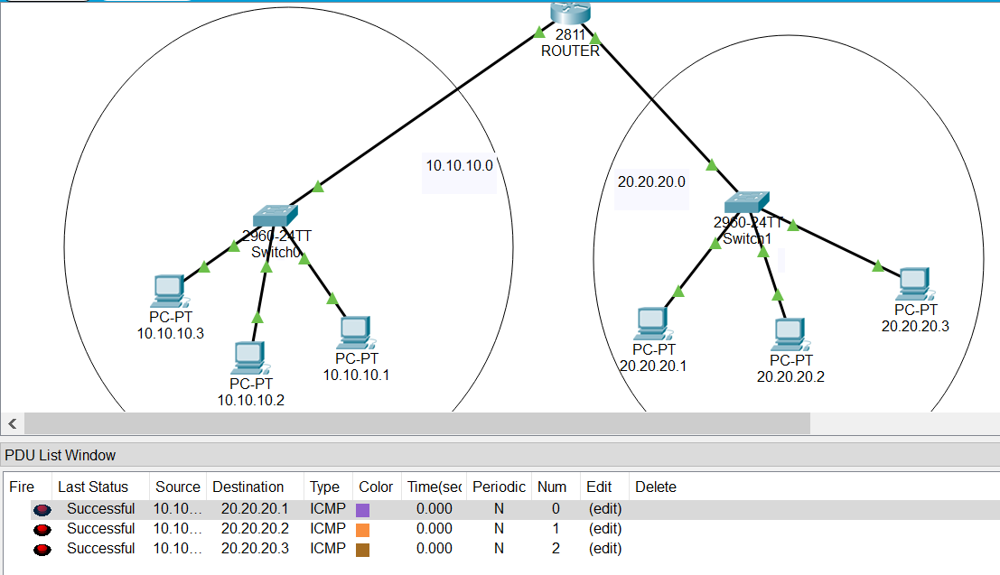 2811
ROUTER
10.10.10.0
20.20.20.0
2960-24TT
Switch0
2960-24TT
Switch1
PC-PT
10.10.10.3
PC-PT
10.10.10.2
PC-PT
10.10.10.1
PC-PT
20.20.20.1
PC-PT
20.20.20.2
PC-PT
20.20.20.3
PDU List Window
Fire Last Status Source Destination Type Color Time(sec Periodic Num Edit Delete
Successful 10.10... 20.20.20.1 ICMP 0.000 N 0 (edit)
Successful 10.10... 20.20.20.2 ICMP 0.000 N 1 (edit)
Successful 10.10... 20.20.20.3 ICMP 0.000 N 2 (edit)